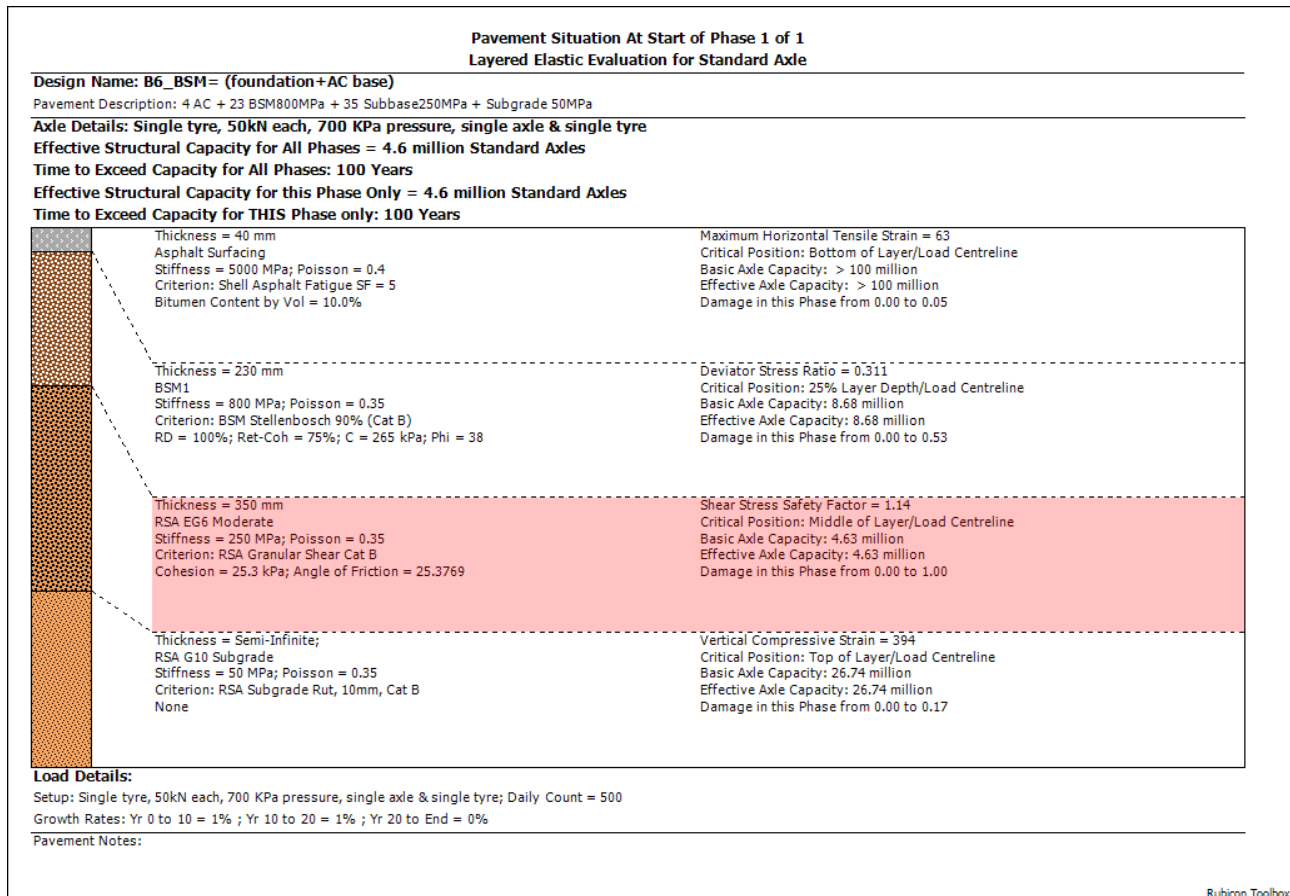 Pavement Situation At Start of Phase 1 of 1
Layered Elastic Evaluation for Standard Axle
Design Name: B6_BSM= (foundation+AC base)
Pavement Description: 4 AC + 23 BSM800MPa + 35 Subbase250MPa + Subgrade 50MPa
Axle Details: Single tyre, 50kN each, 700 KPa pressure, single axle & single tyre
Effective Structural Capacity for All Phases = 4.6 million Standard Axles
Time to Exceed Capacity for All Phases: 100 Years
Effective Structural Capacity for this Phase Only = 4.6 million Standard Axles
Time to Exceed Capacity for THIS Phase only: 100 Years
Thickness = 40 mm
Asphalt Surfacing
Stiffness = 5000 MPa; Poisson = 0.4
Criterion: Shell Asphalt Fatigue SF = 5
Bitumen Content by Vol = 10.0%
Maximum Horizontal Tensile Strain = 63
Critical Position: Bottom of Layer/Load Centreline
Basic Axle Capacity:  > 100 million
Effective Axle Capacity:  > 100 million
Damage in this Phase from 0.00 to 0.05
Thickness = 230 mm
BSM1
Stiffness = 800 MPa; Poisson = 0.35
Criterion: BSM Stellenbosch 90% (Cat B)
RD = 100%; Ret-Coh = 75%; C = 265 kPa; Phi = 38
Deviator Stress Ratio = 0.311
Critical Position: 25% Layer Depth/Load Centreline
Basic Axle Capacity: 8.68 million
Effective Axle Capacity: 8.68 million
Damage in this Phase from 0.00 to 0.53
Thickness = 350 mm
RSA EG6 Moderate
Stiffness = 250 MPa; Poisson = 0.35
Criterion: RSA Granular Shear Cat B
Cohesion = 25.3 kPa; Angle of Friction = 25.3769
Shear Stress Safety Factor = 1.14
Critical Position: Middle of Layer/Load Centreline
Basic Axle Capacity: 4.63 million
Effective Axle Capacity: 4.63 million
Damage in this Phase from 0.00 to 1.00
Thickness = Semi-Infinite;
RSA G10 Subgrade
Stiffness = 50 MPa; Poisson = 0.35
Criterion: RSA Subgrade Rut, 10mm, Cat B
None
Vertical Compressive Strain = 394
Critical Position: Top of Layer/Load Centreline
Basic Axle Capacity: 26.74 million
Effective Axle Capacity: 26.74 million
Damage in this Phase from 0.00 to 0.17
Load Details:
Setup: Single tyre, 50kN each, 700 KPa pressure, single axle & single tyre; Daily Count = 500
Growth Rates: Yr 0 to 10 = 1% ; Yr 10 to 20 = 1% ; Yr 20 to End = 0%
Pavement Notes:
Rubicon Toolbox